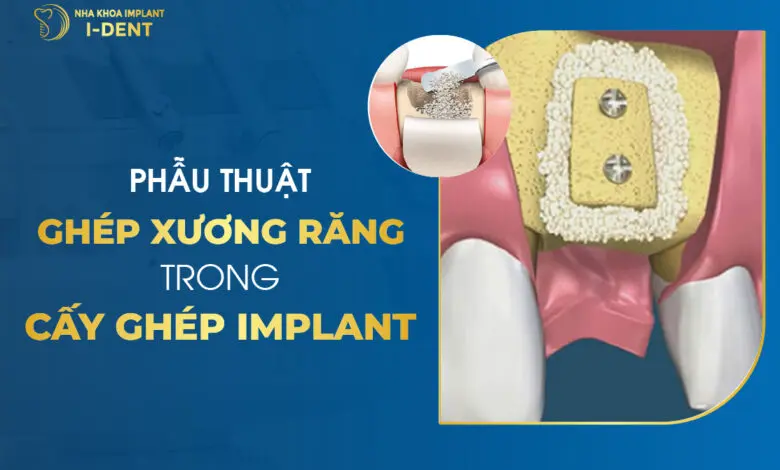 NHA KHOA IMPLANT
I-DENT
PHẪU THUẬT
GHÉP XƯƠNG RĂNG
TRONG
CẤY GHÉP IMPLANT